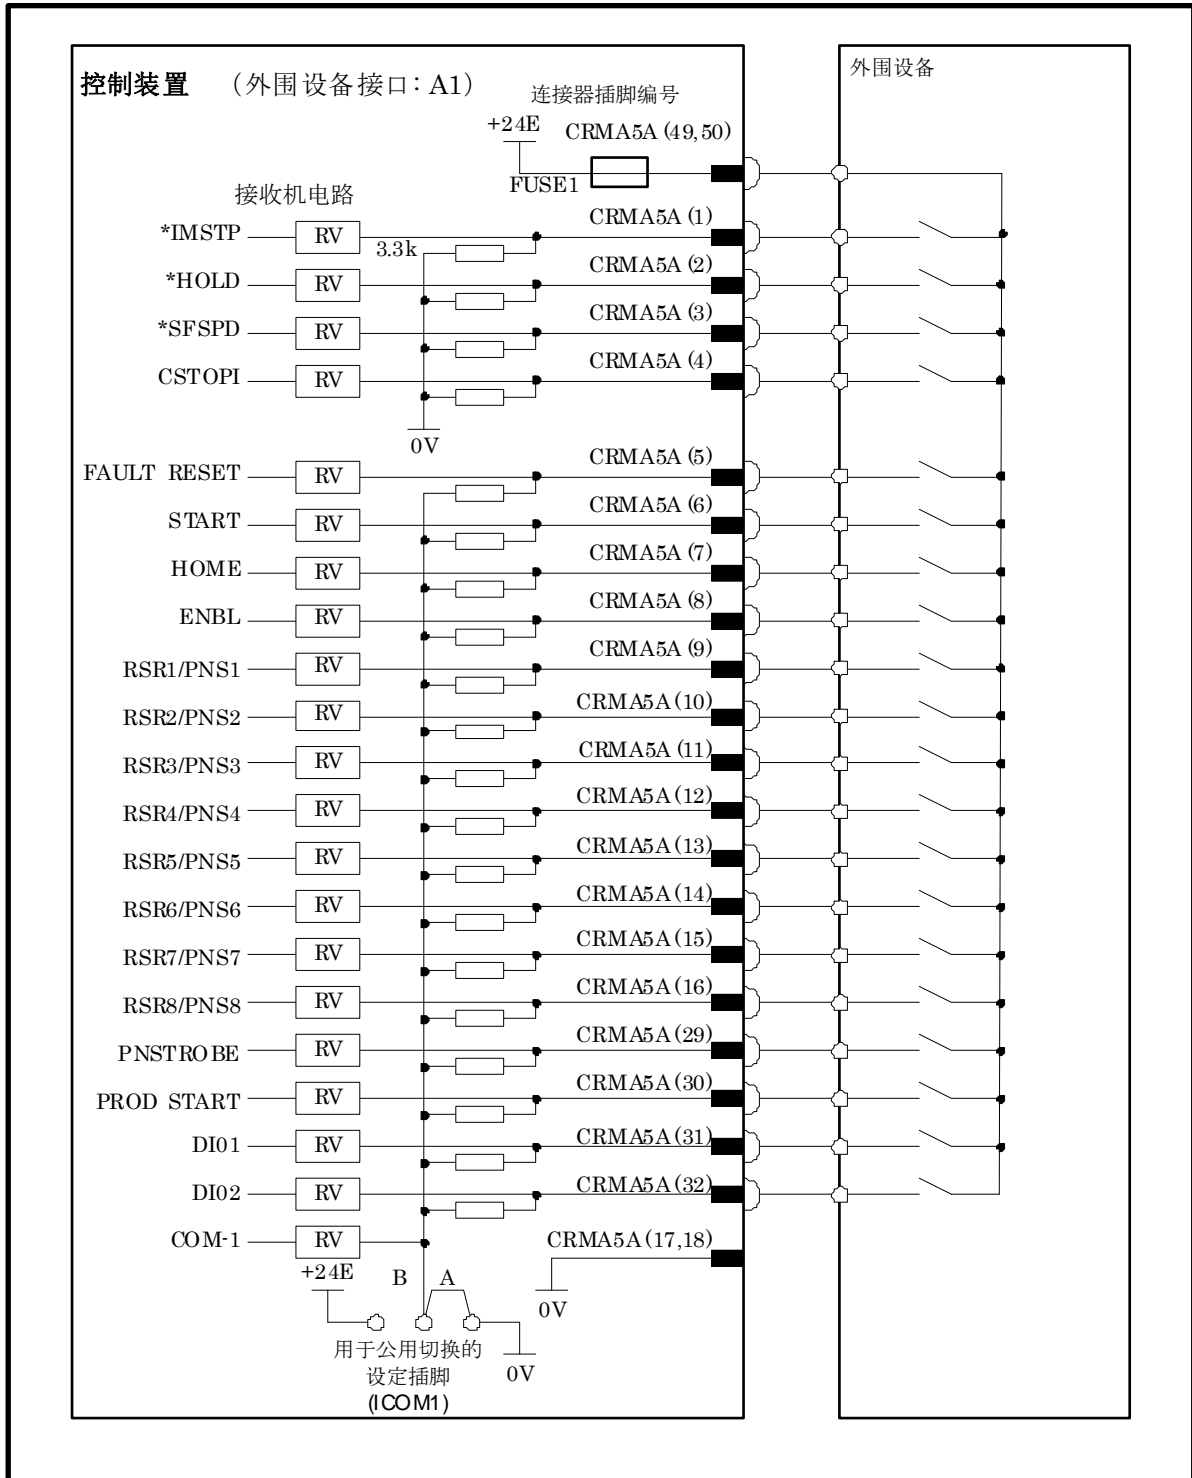 控制装置 （外围设备接口：A1）
外围设备
连接器插脚编号
+24E CRMA5A (49,50)
FUSE1
接收机电路
*IMSTP RV 3.3k CRMA5A (1)
*HOLD RV CRMA5A (2)
*SFSPD RV CRMA5A (3)
CSTOPI RV CRMA5A (4)
0V
FAULT RESET RV CRMA5A (5)
START RV CRMA5A (6)
HOME RV CRMA5A (7)
ENBL RV CRMA5A (8)
RSR1/PNS1 RV CRMA5A (9)
RSR2/PNS2 RV CRMA5A (10)
RSR3/PNS3 RV CRMA5A (11)
RSR4/PNS4 RV CRMA5A (12)
RSR5/PNS5 RV CRMA5A (13)
RSR6/PNS6 RV CRMA5A (14)
RSR7/PNS7 RV CRMA5A (15)
RSR8/PNS8 RV CRMA5A (16)
PNSTROBE RV CRMA5A (29)
PROD START RV CRMA5A (30)
DI01 RV CRMA5A (31)
DI02 RV CRMA5A (32)
COM-1 RV CRMA5A (17,18)
+24E B A 0V
用于公用切换的
设定插脚 0V
(ICOM1)